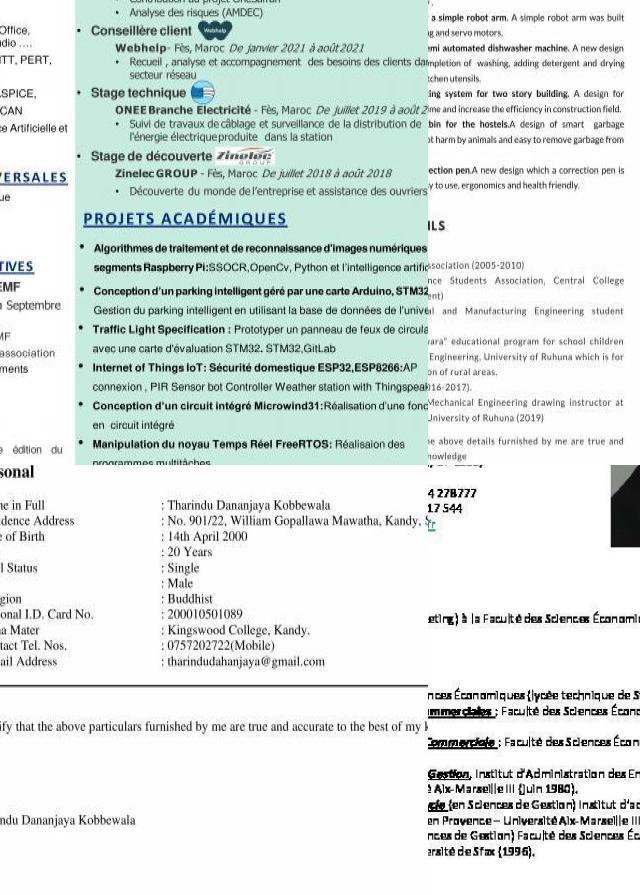 Office,
dio ....
ITT, PERT,
SPICE,
CAN
e Artificielle et
ERSALES
ue
TIVES
EMF
n Septembre
MF
association
ments
e édition du
Analyse des risques (AMDEC)
Conseillère client Webhelp
Webhelp- Fès, Maroc De janvier 2021 à août2021
Recueil , analyse et accompagnement des besoins des clients da
secteur réseau
Stage technique
ONEE Branche Electricité - Fès, Maroc De juillet 2019 à août 2
Suivi de travaux de câblage et surveillance de la distribution de
l'énergie électrique produite dans la station
Stage de découverte Zinelec GROUP
Zinelec GROUP - Fès, Maroc De juillet 2018 à août 2018
Découverte du monde de l'entreprise et assistance des ouvriers
PROJETS ACADÉMIQUES
Algorithmes de traitement et de reconnaissance d'images numériques
segments Raspberry Pi:SSOCR,OpenCv, Python et l'intelligence artific
Conception d'un parking intelligent géré par une carte Arduino, STM32
Gestion du parking intelligent en utilisant la base de données de l'unive
Traffic Light Specification : Prototyper un panneau de feux de circula
avec une carte d'évaluation STM32. STM32,GitLab
Internet of Things IoT: Sécurité domestique ESP32,ESP8266:AP
connexion , PIR Sensor bot Controller Weather station with Thingspeak
Conception d'un circuit intégré Microwind31:Réalisation d'une fonc
en circuit intégré
Manipulation du noyau Temps Réel FreeRTOS: Réalisaion des
programmes multitâches
a simple robot arm. A simple robot arm was built
g and servo motors.
mi automated dishwasher machine. A new design
mpletion of washing, adding detergent and drying
tchen utensils.
ing system for two story building. A design for
ime and increase the efficiency in construction field.
bin for the hostels.A design of smart garbage
t harm by animals and easy to remove garbage from
ection pen.A new design which a correction pen is
y to use, ergonomics and health friendly.
ILS
ssociation (2005-2010)
nce Students Association, Central College
ent)
l and Manufacturing Engineering student
vara" educational program for school children
Engineering, University of Ruhuna which is for
on of rural areas.
016-2017).
Mechanical Engineering drawing instructor at
University of Ruhuna (2019)
he above details furnished by me are true and
nowledge
sonal
e in Full : Tharindu Dananjaya Kobbewala
dence Address : No. 901/22, William Gopallawa Mawatha, Kandy, S
e of Birth : 14th April 2000
: 20 Years
l Status : Single
: Male
gion : Buddhist
onal I.D. Card No. : 200010501089
a Mater : Kingswood College, Kandy.
tact Tel. Nos. : 0757202722(Mobile)
ail Address : tharindudahanjaya@gmail.com
ify that the above particulars furnished by me are true and accurate to the best of my k
ndu Dananjaya Kobbewala
4 278777
17 544
fr
eting) à la Faculté des Sciences Économi
nces Économiques (lycée technique de S
mmerciales : Faculté des Sciences Écono
Commerciale : Faculté des Sciences Écon
Gestion, Institut d'Administration des En
é Aix-Marseille III (juin 1980).
cle (en Sciences de Gestion) Institut d'ad
en Provence – Université Aix- Marseille III
nces de Gestion) Faculté des Sciences Éc
ersité de Sfax (1996).